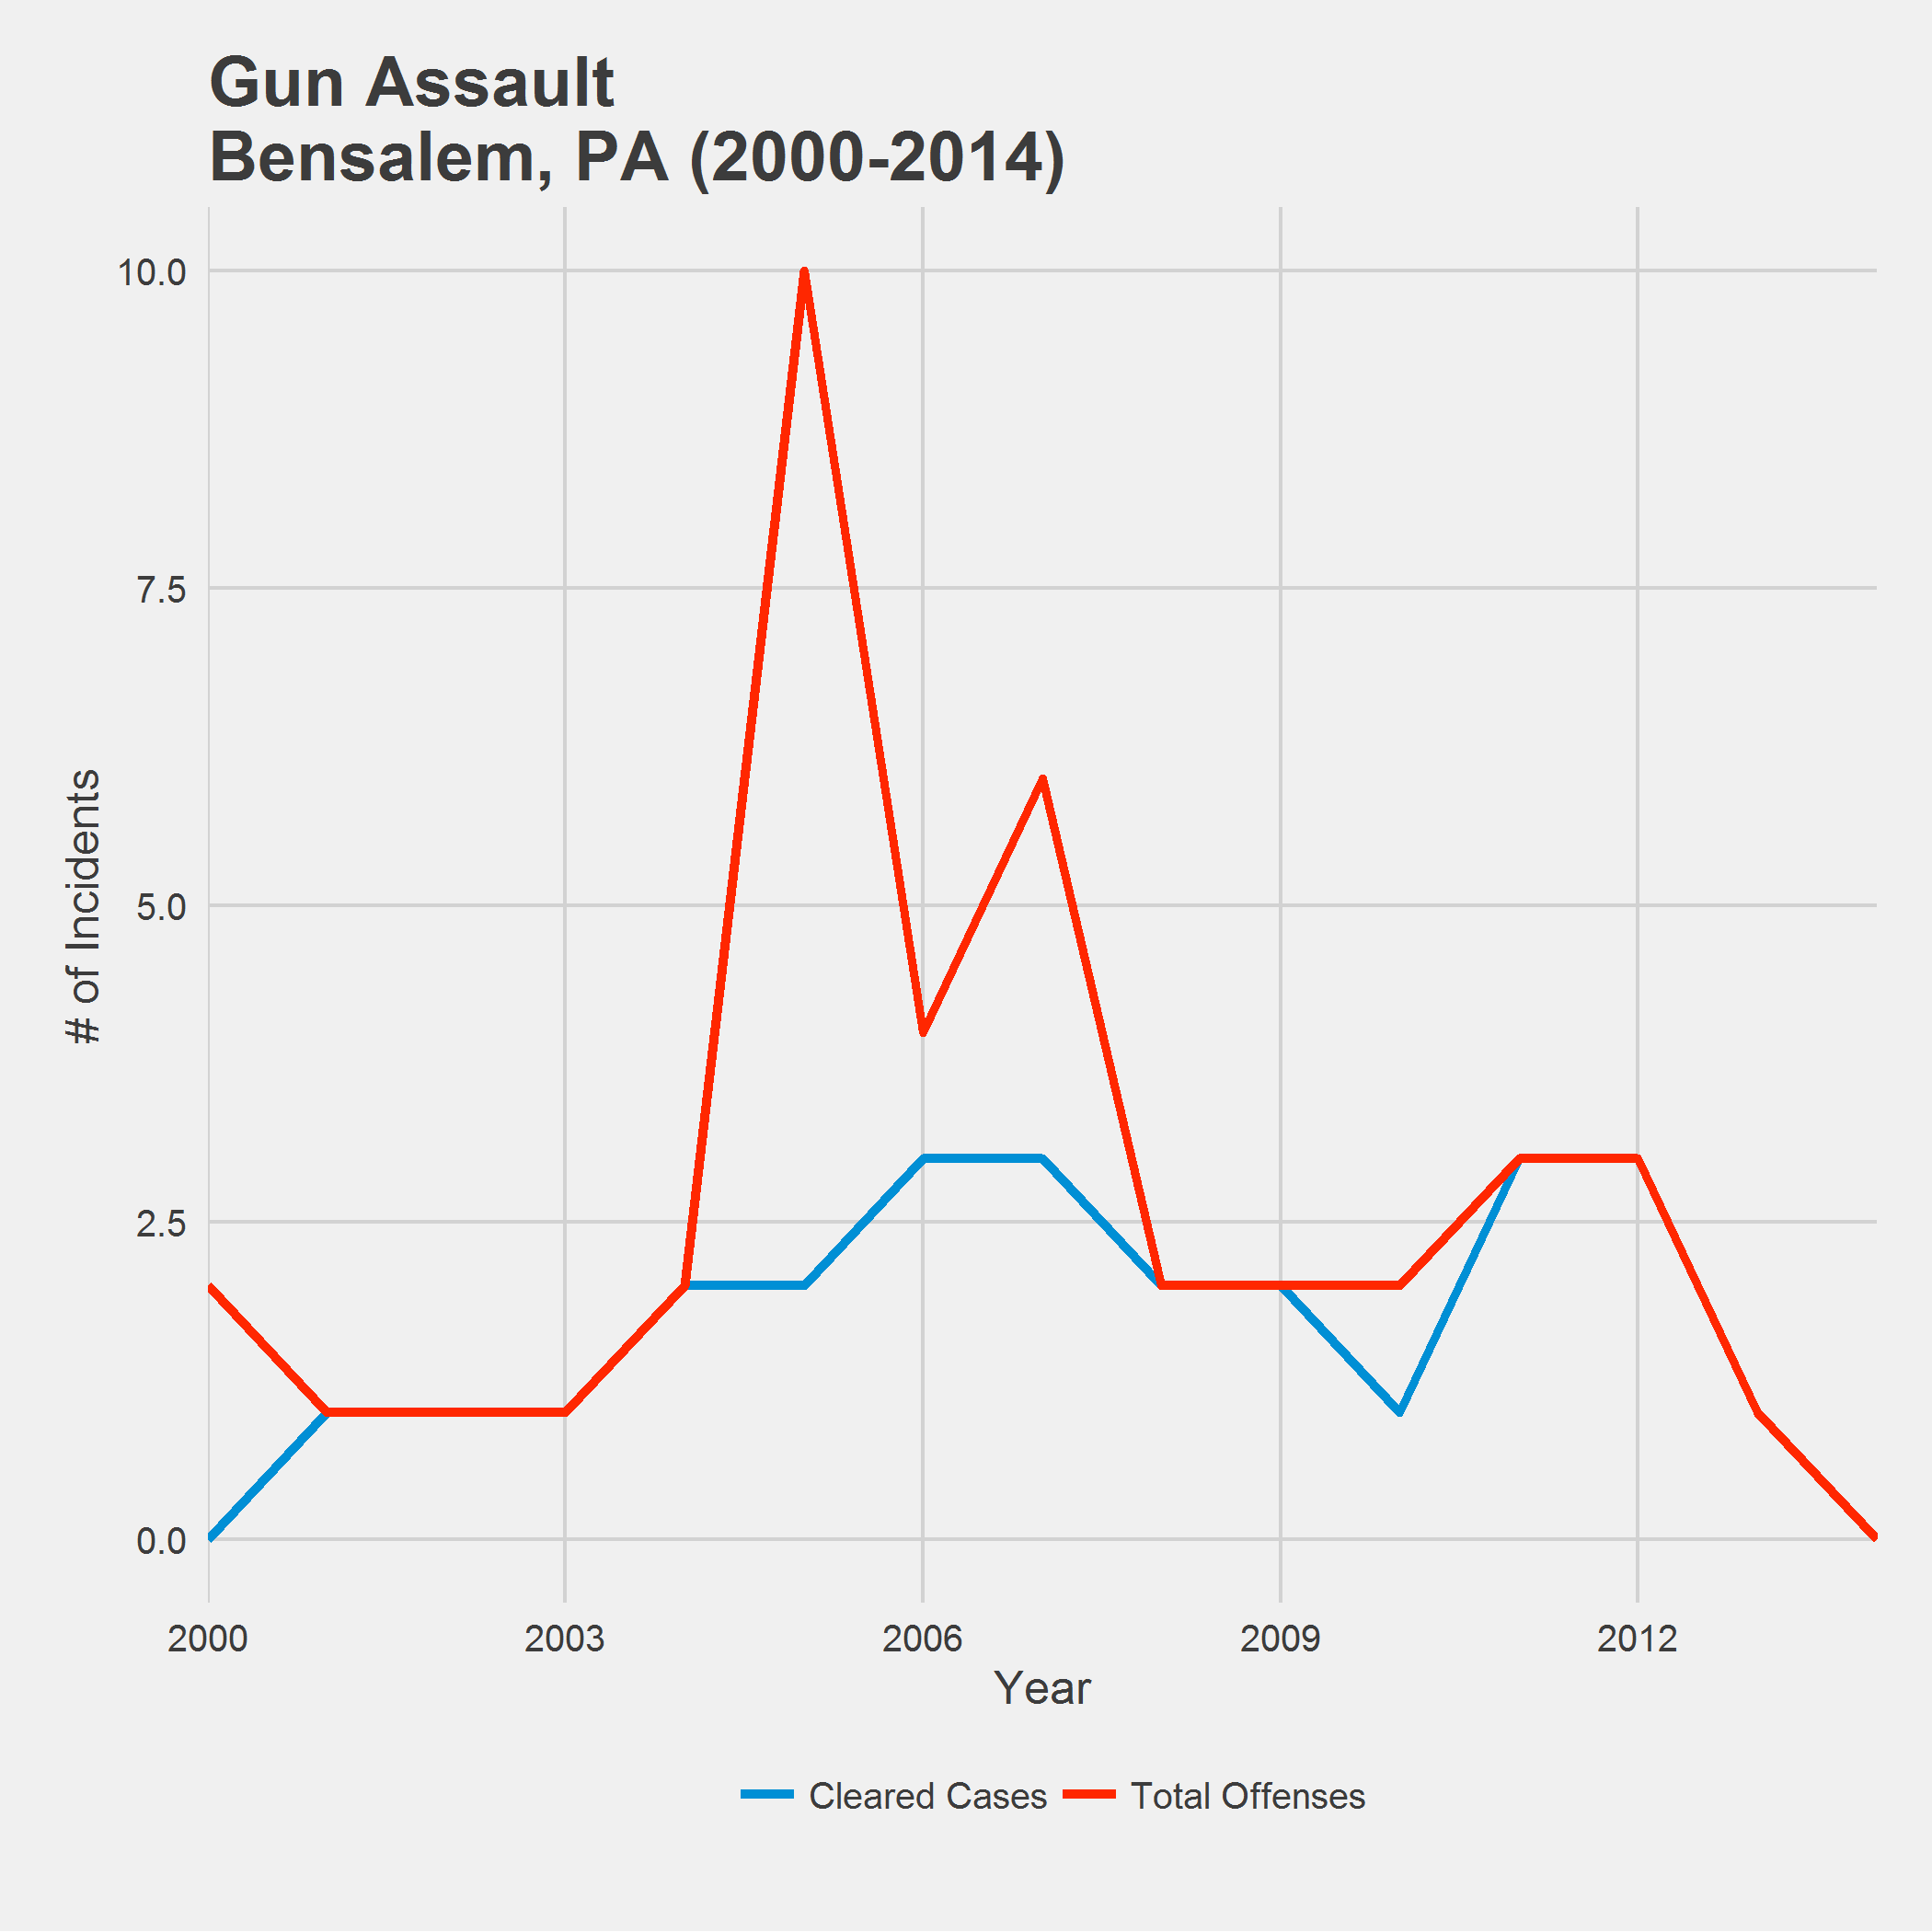 Gun Assault
Bensalem, PA (2000-2014)
10.0
7.5
5.0
2.5
0.0
# of Incidents
2000 2003 2006 2009 2012
Year
Cleared Cases Total Offenses